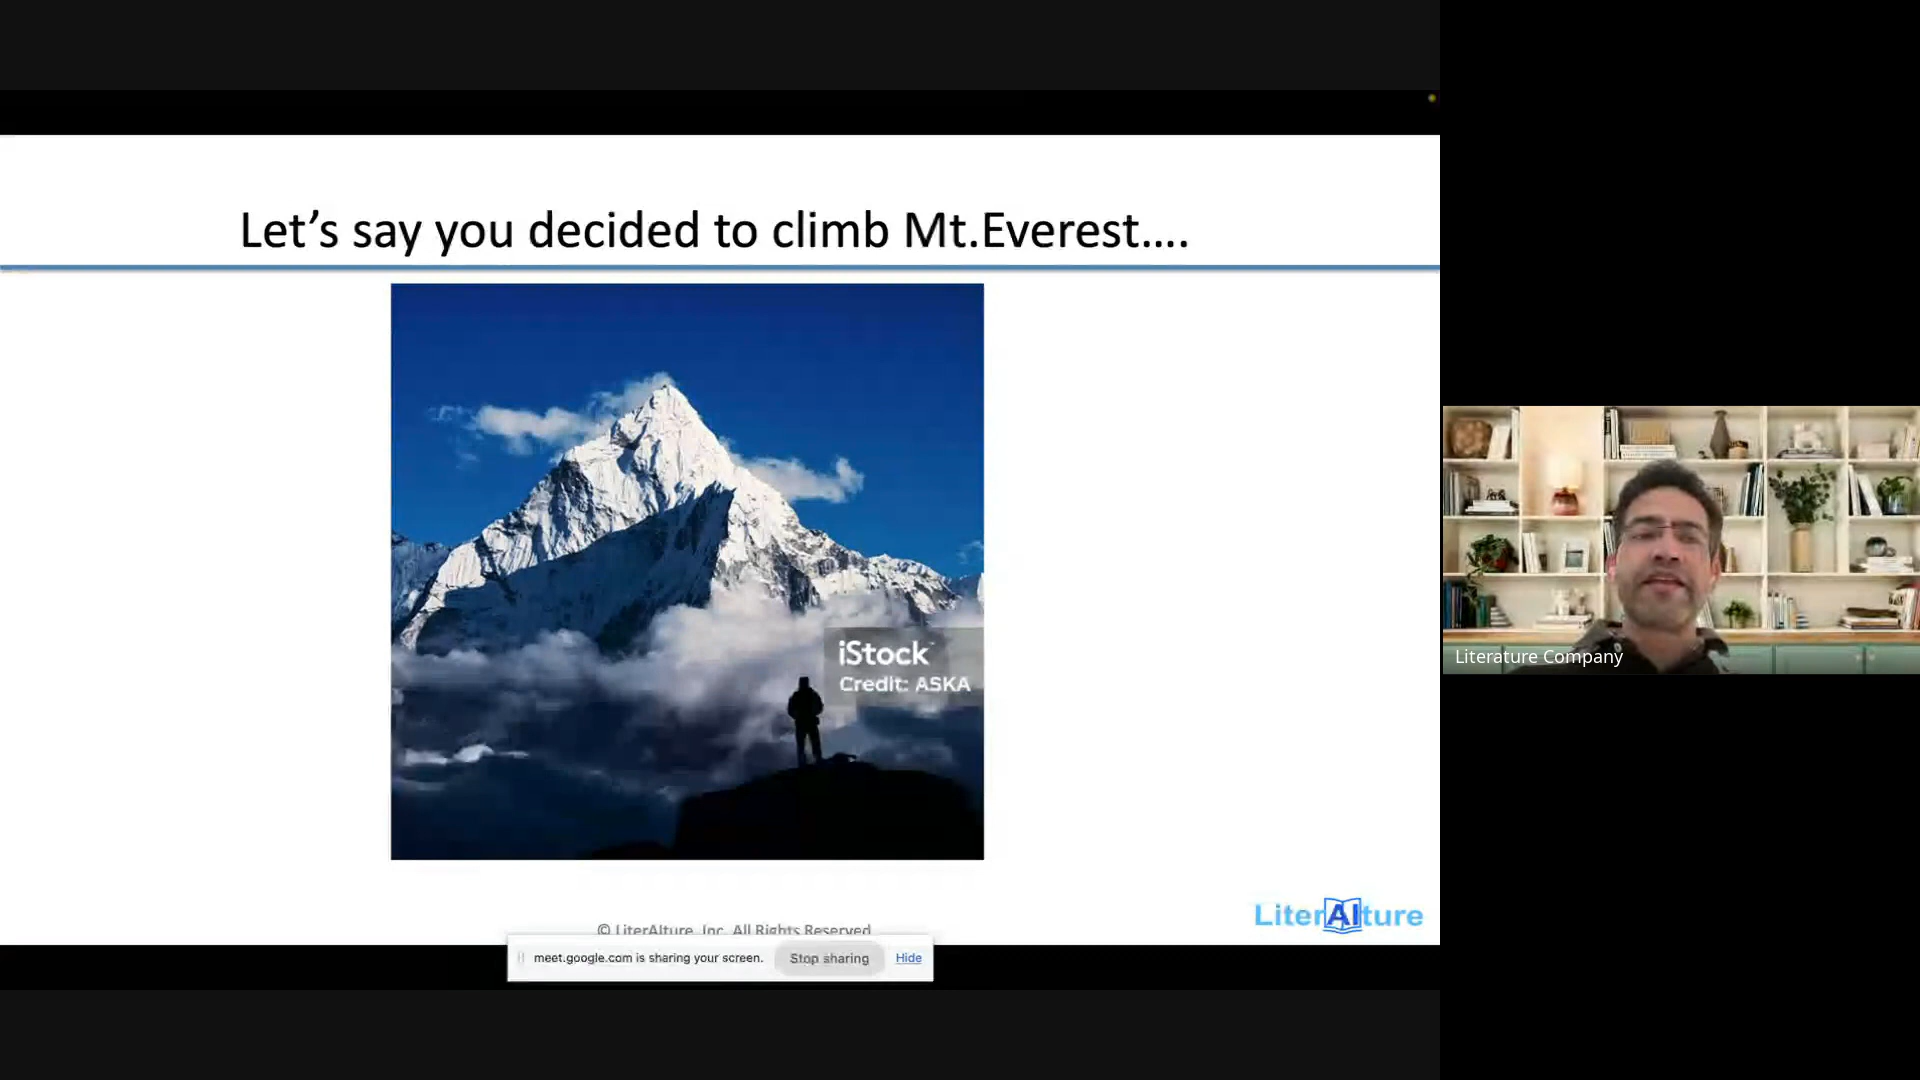 Let’s say you decided to climb Mt.Everest....
iStock
Credit: ASKA
Literature Company
© LiterAIture, Inc. All Rights Reserved
LiterAIture
meet.google.com is sharing your screen.
Stop sharing
Hide